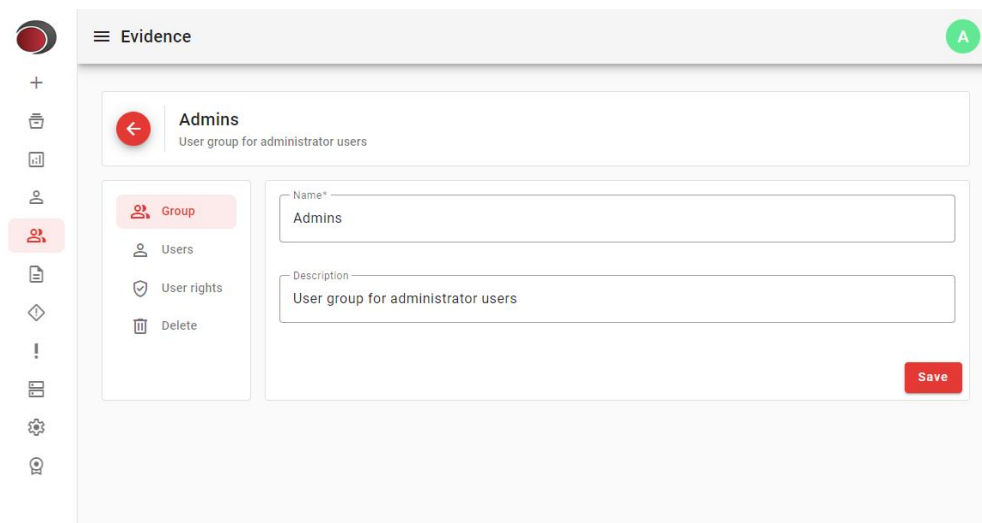 Evidence
A
Admins
User group for administrator users
Group
Users
User rights
Delete
Name*
Admins
Description
User group for administrator users
Save